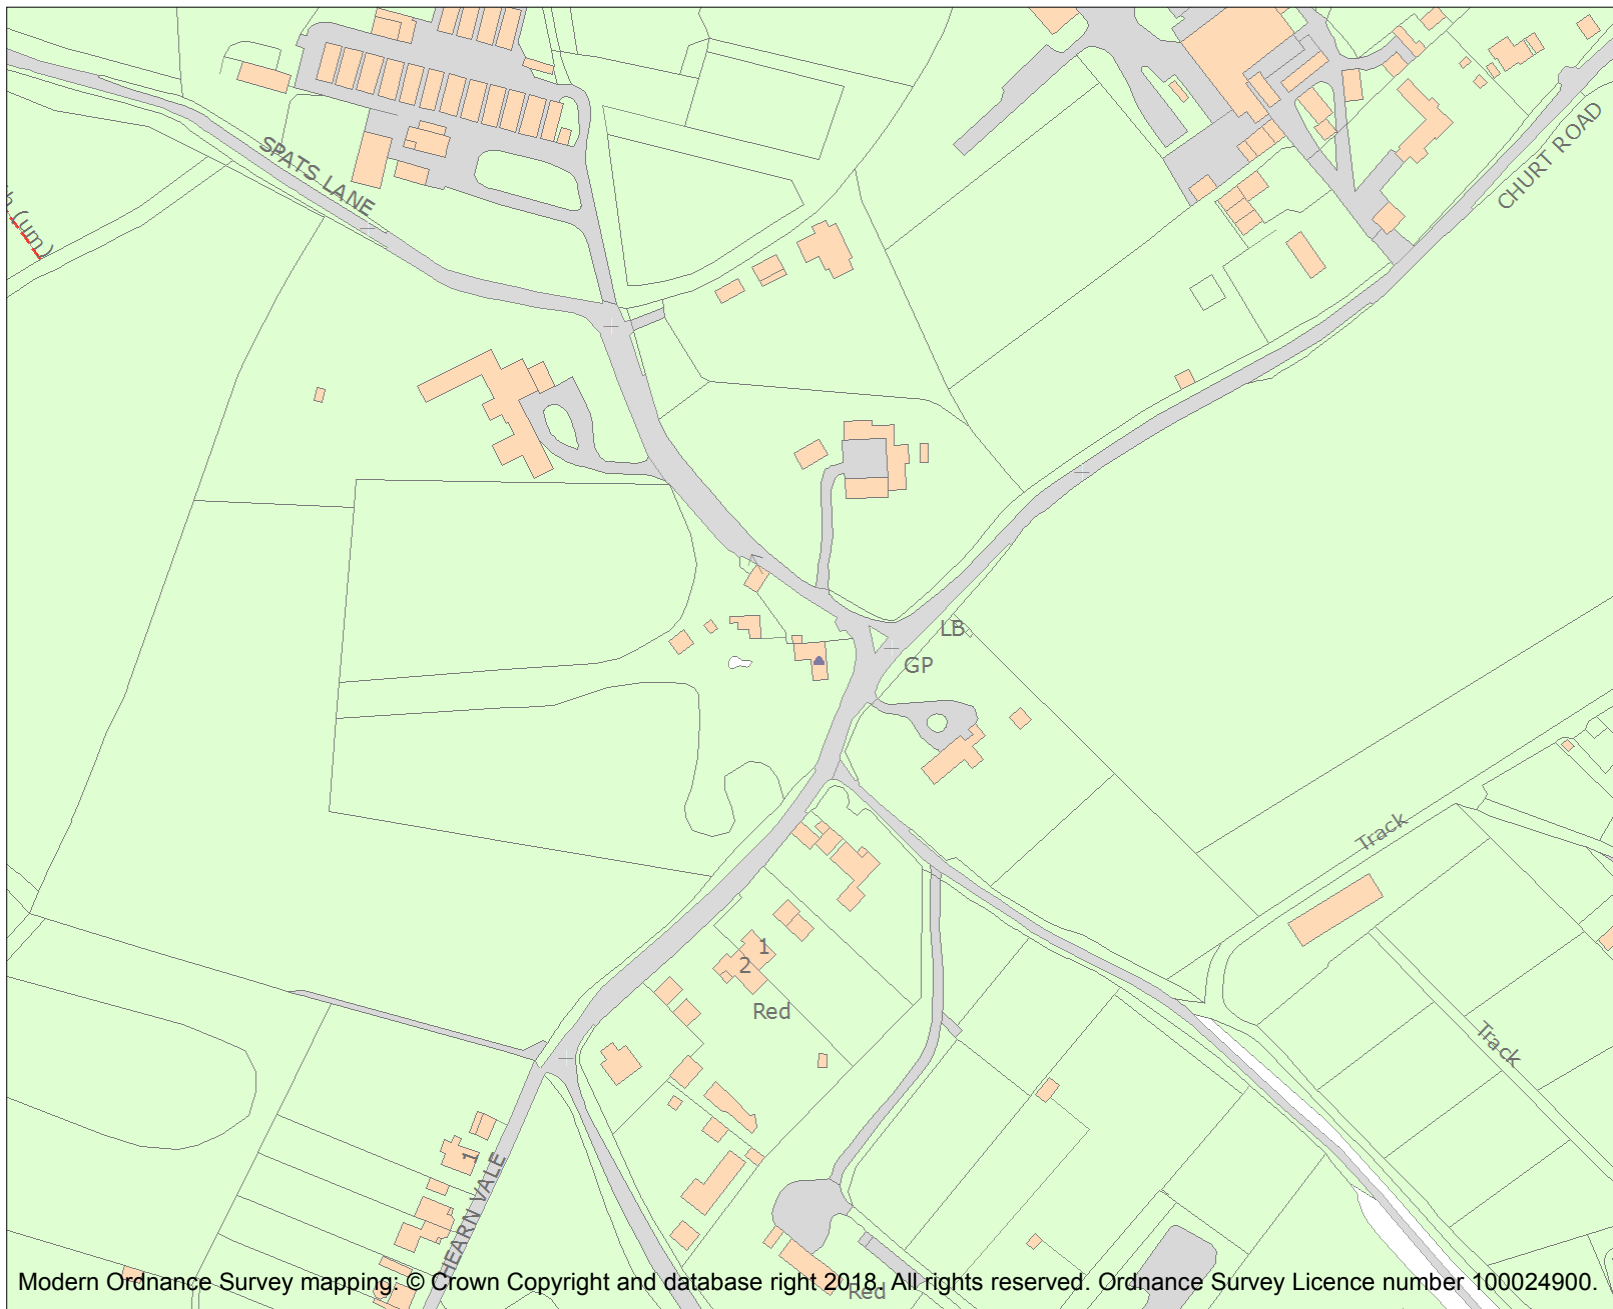 SPATS LANE
CHURT ROAD
(um)
LB
GP
Track
1
2
Red
Track
1
HEARN VALE
Red
Modern Ordnance Survey mapping: © Crown Copyright and database right 2018. All rights reserved. Ordnance Survey Licence number 100024900.